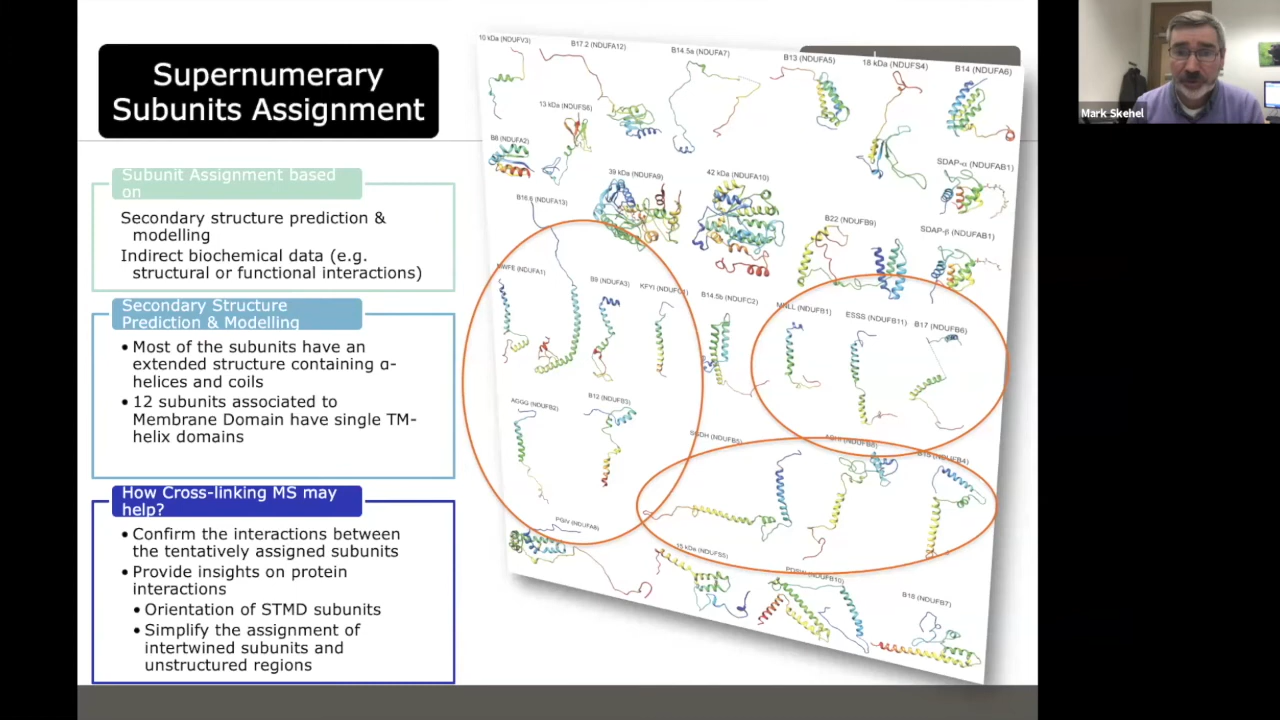 Supernumerary
Subunits Assignment
Subunit Assignment based
on
Secondary structure prediction &
modelling
Indirect biochemical data (e.g.
structural or functional interactions)
Secondary Structure
Prediction & Modelling
• Most of the subunits have an
extended structure containing α-
helices and coils
• 12 subunits associated to
Membrane Domain have single TM-
helix domains
How Cross-linking MS may
help?
• Confirm the interactions between
the tentatively assigned subunits
• Provide insights on protein
interactions
• Orientation of STMD subunits
• Simplify the assignment of
intertwined subunits and
unstructured regions
10 kDa (NDUFV3)
B17.2 (NDUFA12)
B14.5a (NDUFA7)
B13 (NDUFA5)
18 kDa (NDUFS4)
B14 (NDUFA6)
13 kDa (NDUFS6)
B8 (NDUFA2)
39 kDa (NDUFA9)
42 kDa (NDUFA10)
SDAP-α (NDUFAB1)
B16.6 (NDUFA13)
B22 (NDUFB9)
SDAP-β (NDUFAB1)
MWFE (NDUFA1)
B9 (NDUFA3)
KFYI (NDUFC1)
B14.5b (NDUFC2)
MNLL (NDUFB1)
ESSS (NDUFB11)
B17 (NDUFB6)
AGGG (NDUFB2)
B12 (NDUFB3)
SGDH (NDUFB5)
ASHI (NDUFB8)
B15 (NDUFB4)
PGIV (NDUFA8)
15 kDa (NDUFS5)
PDSW (NDUFB10)
B18 (NDUFB7)
Mark Skehel